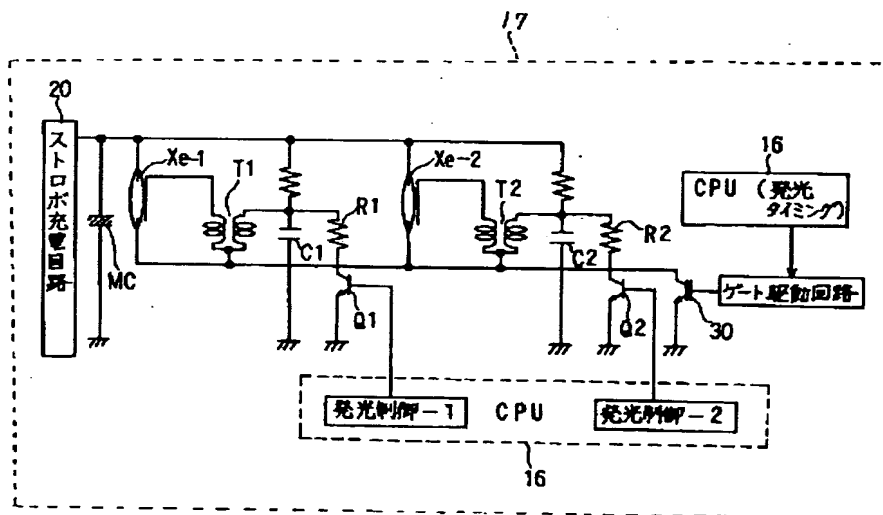 17
20
ストロボ充電回路
MC
Xe-1
T1
C1
R1
Q1
Xe-2
T2
C2
R2
Q2
16
CPU (発光
タイミング)
ゲート駆動回路
30
発光制御-1
CPU
発光制御-2
16